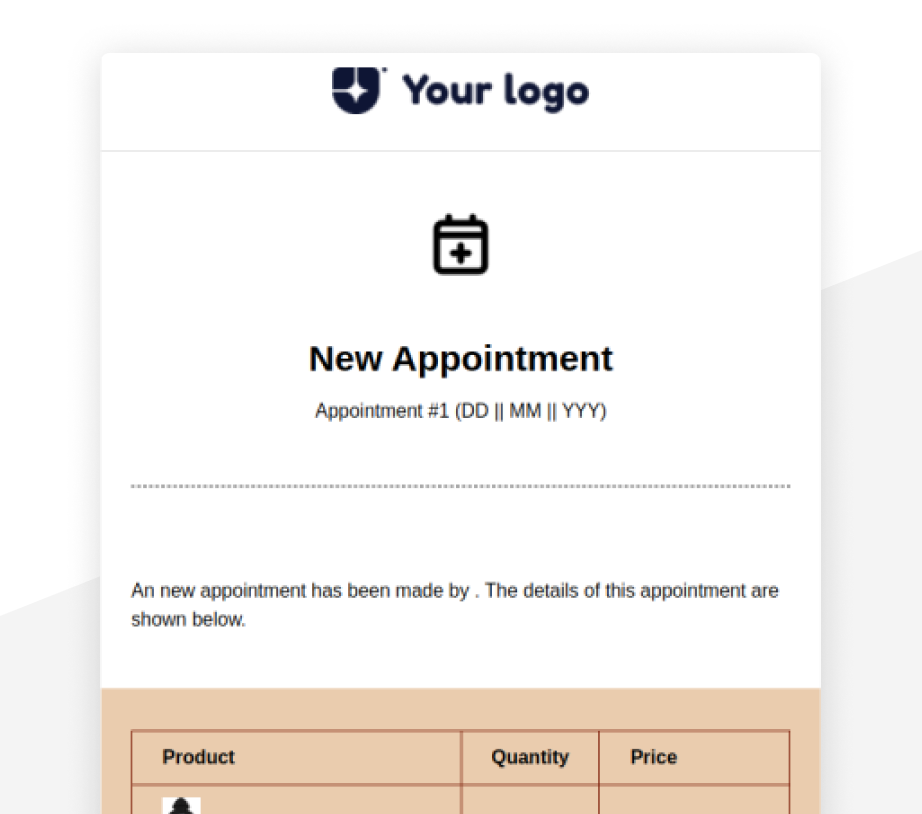 Your logo
New Appointment
Appointment #1 (DD || MM || YYY)
An new appointment has been made by . The details of this appointment are
shown below.
Product Quantity Price